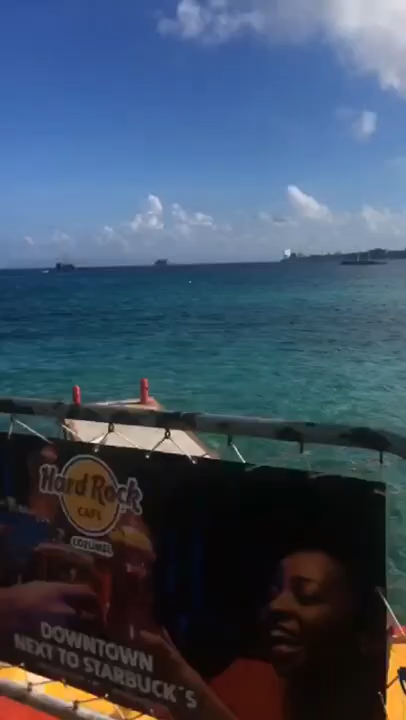 Hard Rock
CAFE
COZUMEL
DOWNTOWN
NEXT TO STARBUCK'S